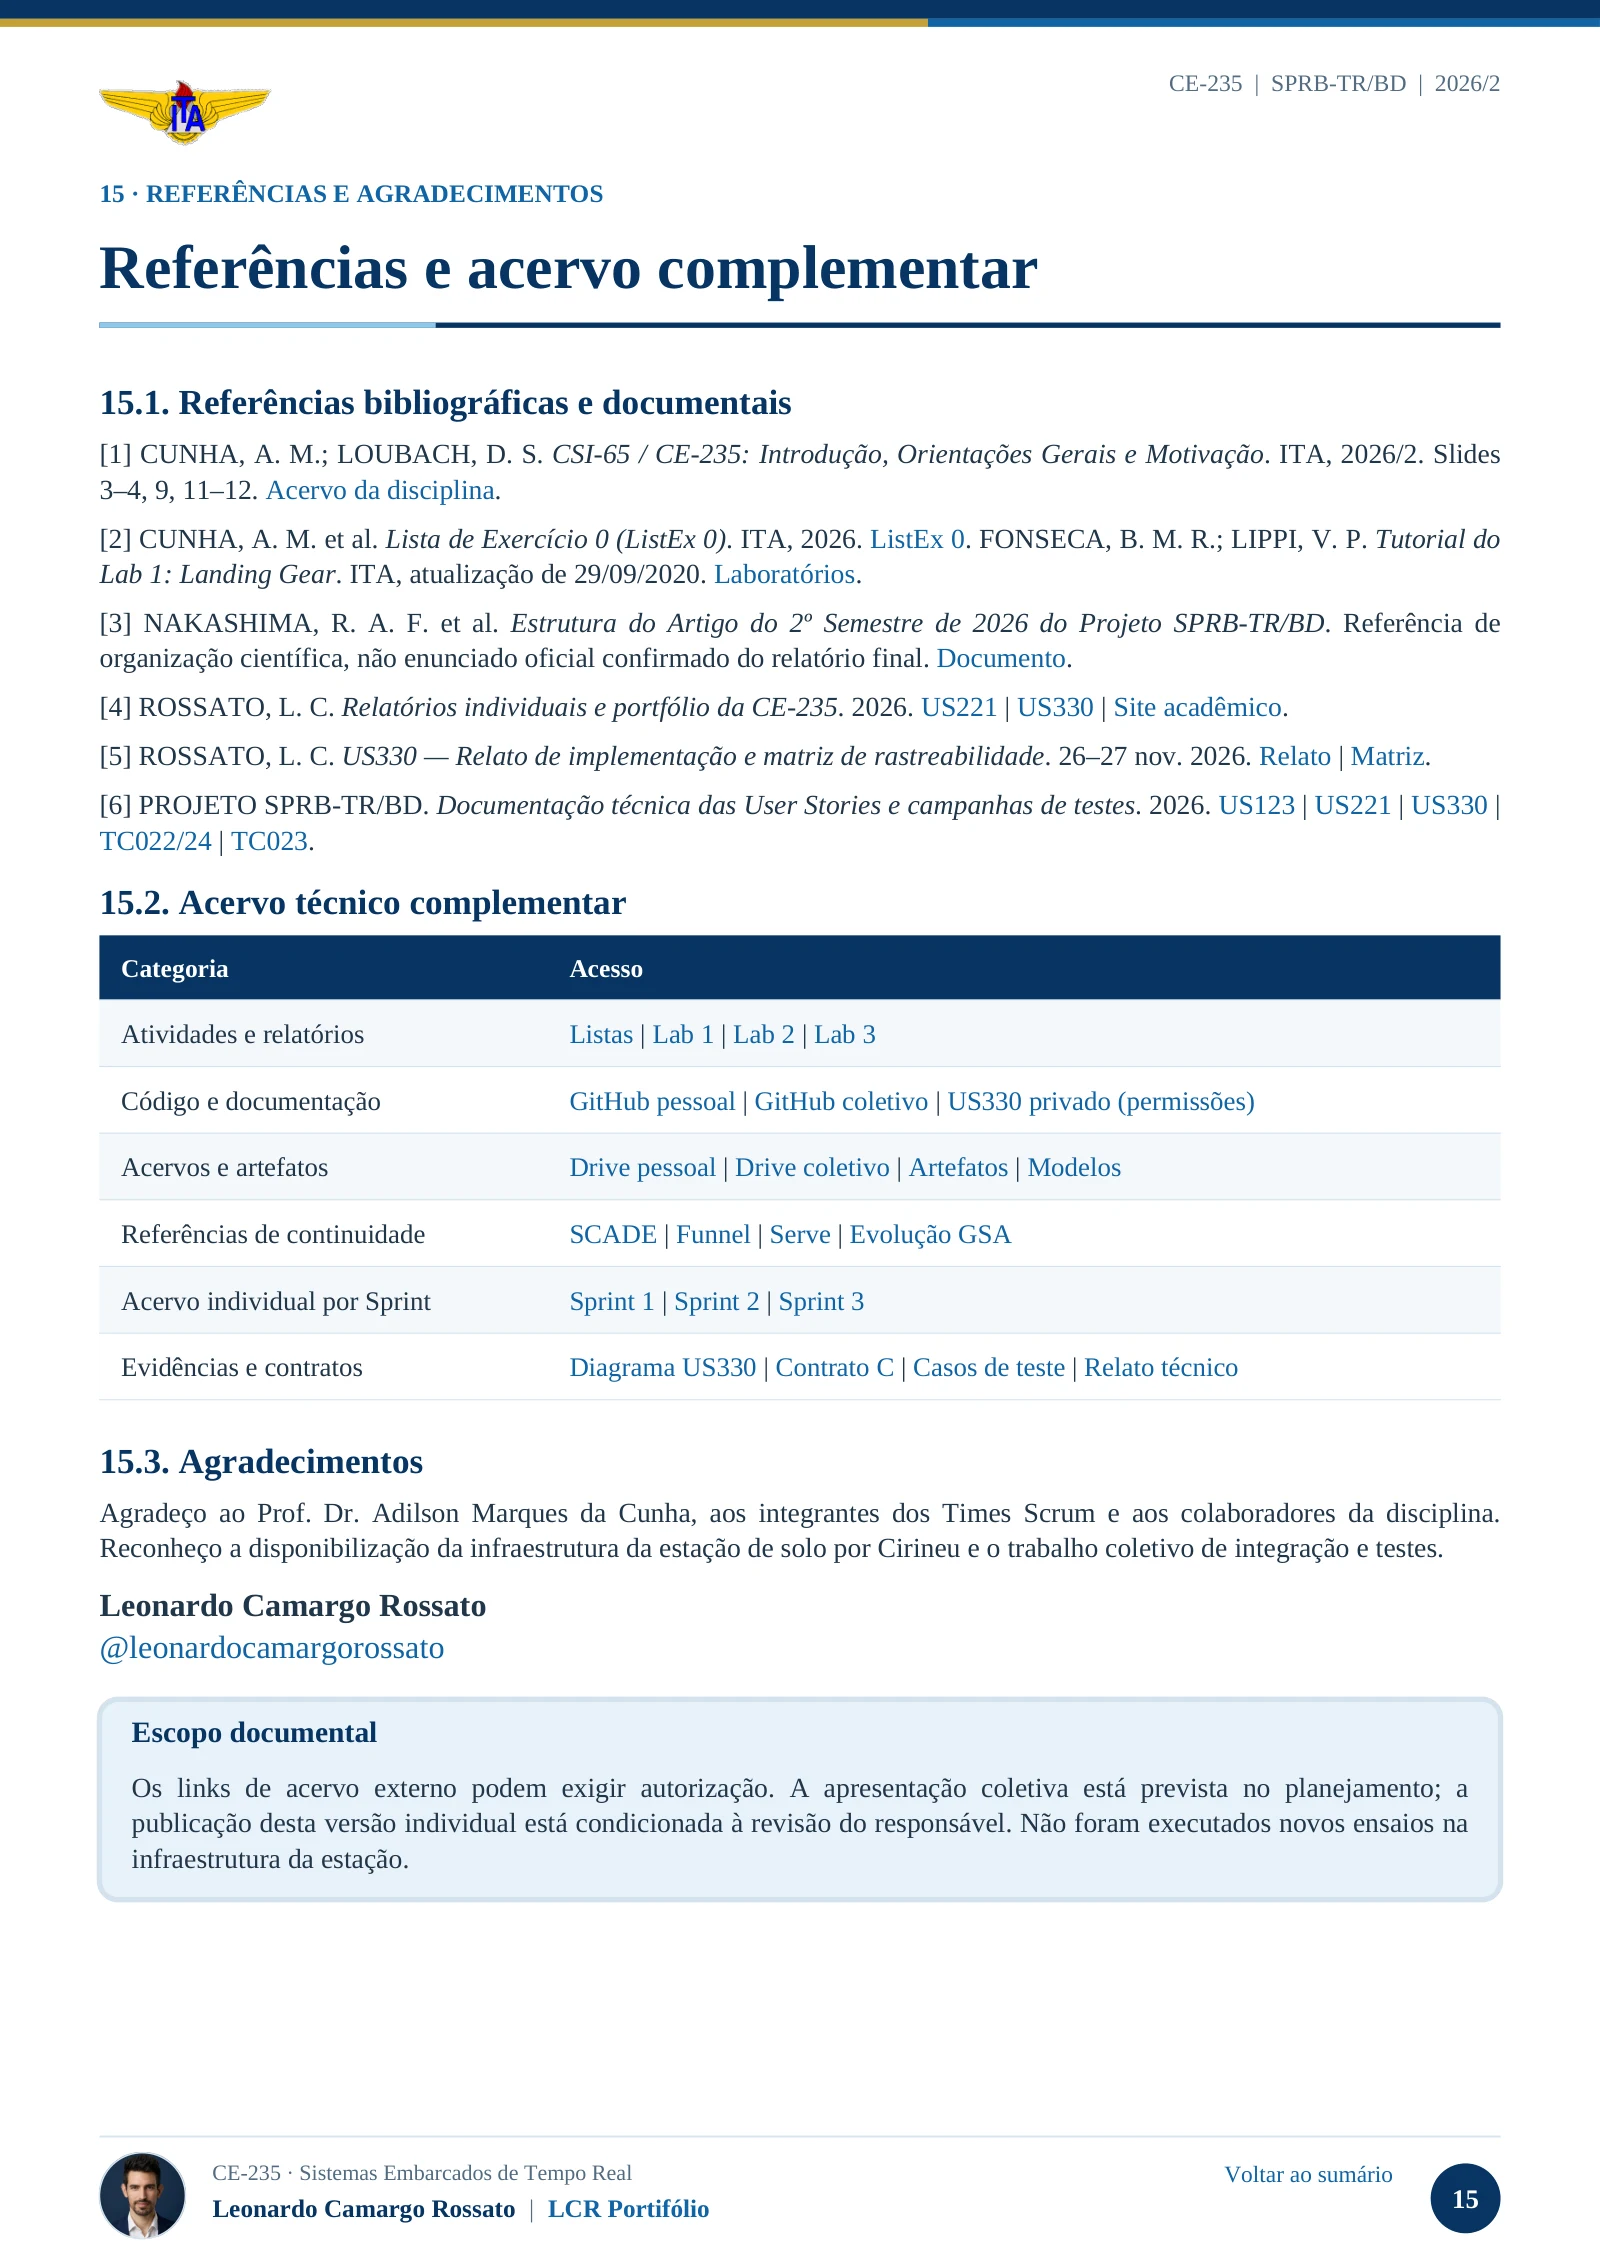 ITA
CE-235 | SPRB-TR/BD | 2026/2
15 · REFERÊNCIAS E AGRADECIMENTOS
Referências e acervo complementar
15.1. Referências bibliográficas e documentais
[1] CUNHA, A. M.; LOUBACH, D. S. CSI-65 / CE-235: Introdução, Orientações Gerais e Motivação. ITA, 2026/2. Slides
3–4, 9, 11–12. Acervo da disciplina.
[2] CUNHA, A. M. et al. Lista de Exercício 0 (ListEx 0). ITA, 2026. ListEx 0. FONSECA, B. M. R.; LIPPI, V. P. Tutorial do
Lab 1: Landing Gear. ITA, atualização de 29/09/2020. Laboratórios.
[3] NAKASHIMA, R. A. F. et al. Estrutura do Artigo do 2º Semestre de 2026 do Projeto SPRB-TR/BD. Referência de
organização científica, não enunciado oficial confirmado do relatório final. Documento.
[4] ROSSATO, L. C. Relatórios individuais e portfólio da CE-235. 2026. US221 | US330 | Site acadêmico.
[5] ROSSATO, L. C. US330 — Relato de implementação e matriz de rastreabilidade. 26–27 nov. 2026. Relato | Matriz.
[6] PROJETO SPRB-TR/BD. Documentação técnica das User Stories e campanhas de testes. 2026. US123 | US221 | US330 |
TC022/24 | TC023.
15.2. Acervo técnico complementar
Categoria Acesso
Atividades e relatórios Listas | Lab 1 | Lab 2 | Lab 3
Código e documentação GitHub pessoal | GitHub coletivo | US330 privado (permissões)
Acervos e artefatos Drive pessoal | Drive coletivo | Artefatos | Modelos
Referências de continuidade SCADE | Funnel | Serve | Evolução GSA
Acervo individual por Sprint Sprint 1 | Sprint 2 | Sprint 3
Evidências e contratos Diagrama US330 | Contrato C | Casos de teste | Relato técnico
15.3. Agradecimentos
Agradeço ao Prof. Dr. Adilson Marques da Cunha, aos integrantes dos Times Scrum e aos colaboradores da disciplina.
Reconheço a disponibilização da infraestrutura da estação de solo por Cirineu e o trabalho coletivo de integração e testes.
Leonardo Camargo Rossato
@leonardocamargorossato
Escopo documental
Os links de acervo externo podem exigir autorização. A apresentação coletiva está prevista no planejamento; a
publicação desta versão individual está condicionada à revisão do responsável. Não foram executados novos ensaios na
infraestrutura da estação.
CE-235 · Sistemas Embarcados de Tempo Real
Leonardo Camargo Rossato | LCR Portifólio
Voltar ao sumário
15